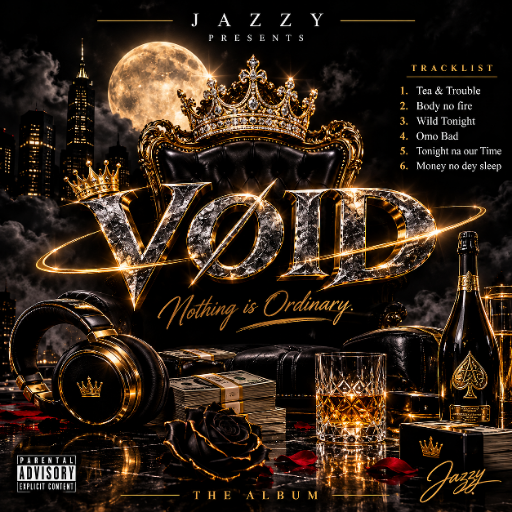 JAZZY
PRESENTS
TRACKLIST
1. Tea & Trouble
2. Body no fire
3. Wild Tonight
4. Omo Bad
5. Tonight na our Time
6. Money no dey sleep
VØID
Nothing is Ordinary.
PARENTAL
ADVISORY
EXPLICIT CONTENT
THE ALBUM
Jazzy